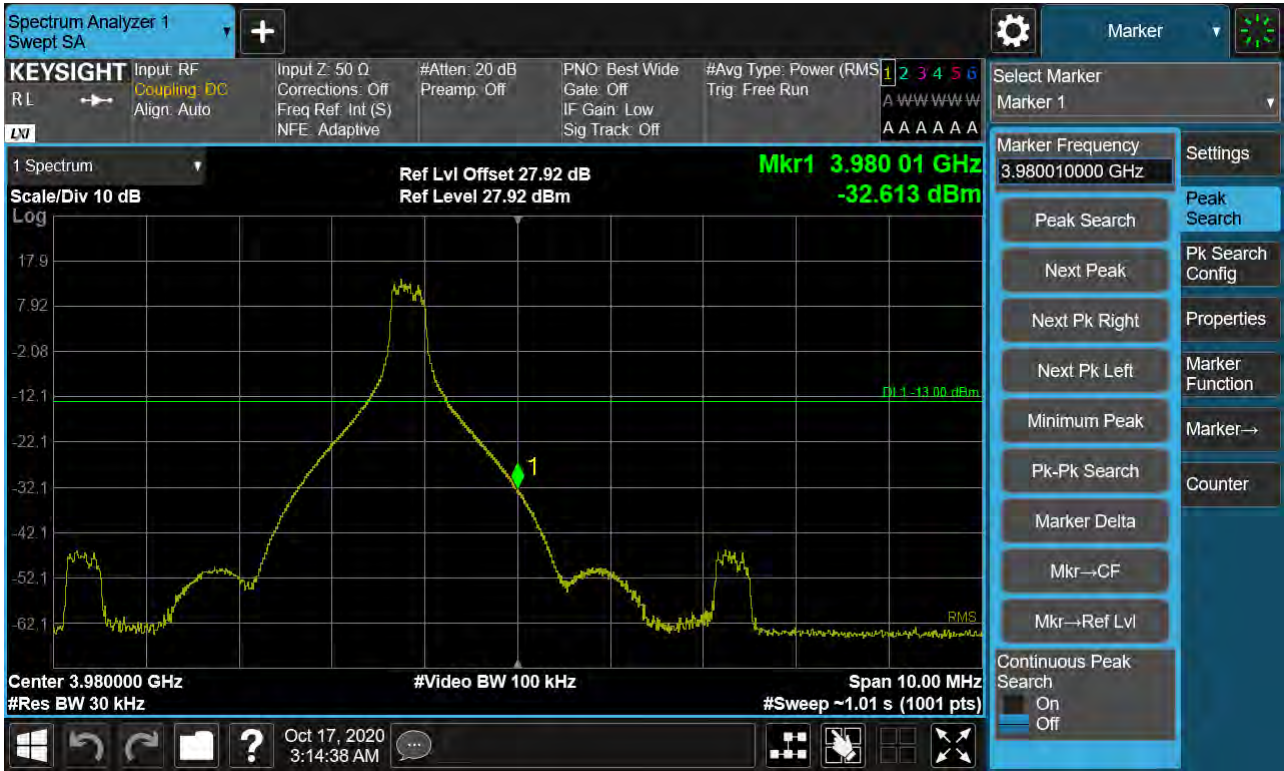 Spectrum Analyzer 1
Swept SA
+
Marker
KEYSIGHT
RL
LXI
Input: RF
Coupling: DC
Align: Auto
Input Z: 50 Ω
Corrections: Off
Freq Ref: Int (S)
NFE: Adaptive
#Atten: 20 dB
Preamp: Off
PNO: Best Wide
Gate: Off
IF Gain: Low
Sig Track: Off
#Avg Type: Power (RMS
Trig: Free Run
1 2 3 4 5 6
A W W W W W
A A A A A A
Select Marker
Marker 1
1 Spectrum
Scale/Div 10 dB
Log
Ref Lvl Offset 27.92 dB
Ref Level 27.92 dBm
Mkr1 3.980 01 GHz
-32.613 dBm
17.9
7.92
-2.08
-12.1
-22.1
-32.1
-42.1
-52.1
-62.1
DL1 -13.00 dBm
1
RMS
Center 3.980000 GHz
#Res BW 30 kHz
#Video BW 100 kHz
Span 10.00 MHz
#Sweep ~1.01 s (1001 pts)
Marker Frequency
3.980010000 GHz
Peak Search
Next Peak
Next Pk Right
Next Pk Left
Minimum Peak
Pk-Pk Search
Marker Delta
Mkr→CF
Mkr→Ref Lvl
Continuous Peak
Search
On
Off
Settings
Peak
Search
Pk Search
Config
Properties
Marker
Function
Marker→
Counter
?
Oct 17, 2020
3:14:38 AM